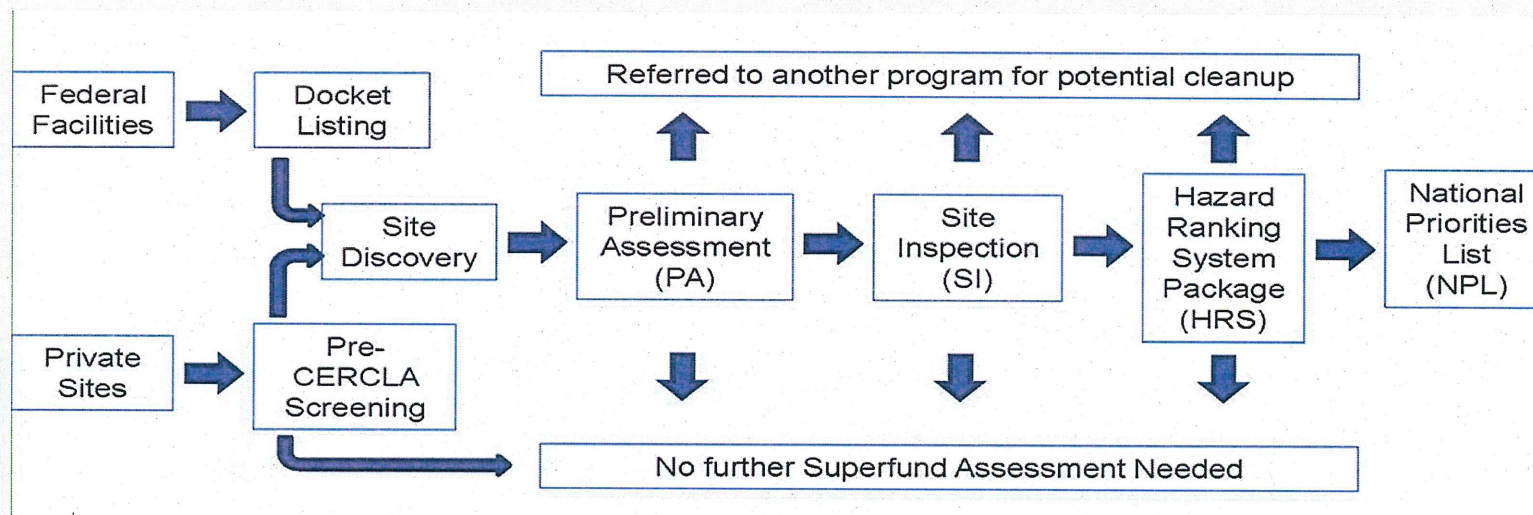 Referred to another program for potential cleanup
Federal
Facilities
Docket
Listing
Site
Discovery
Preliminary
Assessment
(PA)
Site
Inspection
(SI)
Hazard
Ranking
System
Package
(HRS)
National
Priorities
List
(NPL)
Private
Sites
Pre-
CERCLA
Screening
No further Superfund Assessment Needed